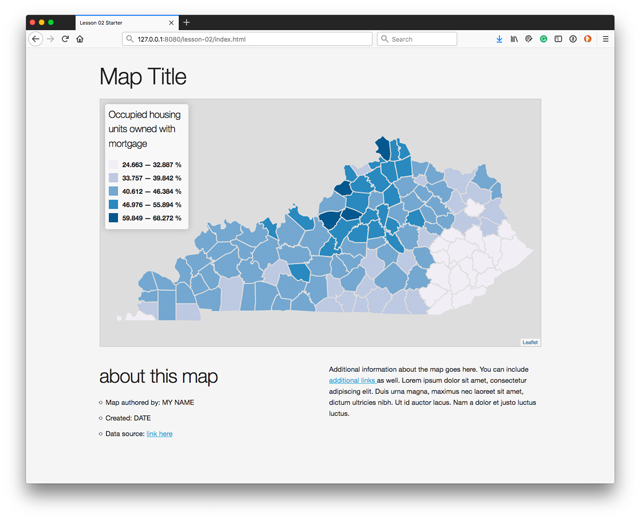 Lesson 02 Starter
127.0.0.1:8080/lesson-02/index.html
Search
Map Title
Occupied housing
units owned with
mortgage
24.663 — 32.887 %
33.757 — 39.842 %
40.612 — 46.384 %
46.976 — 55.894 %
59.849 — 68.272 %
Leaflet
about this map
Map authored by: MY NAME
Created: DATE
Data source: link here
Additional information about the map goes here. You can include
additional links as well. Lorem ipsum dolor sit amet, consectetur
adipiscing elit. Duis urna magna, maximus nec laoreet sit amet,
dictum ultricies nibh. Ut id auctor lacus. Nam a dolor et justo luctus
luctus.